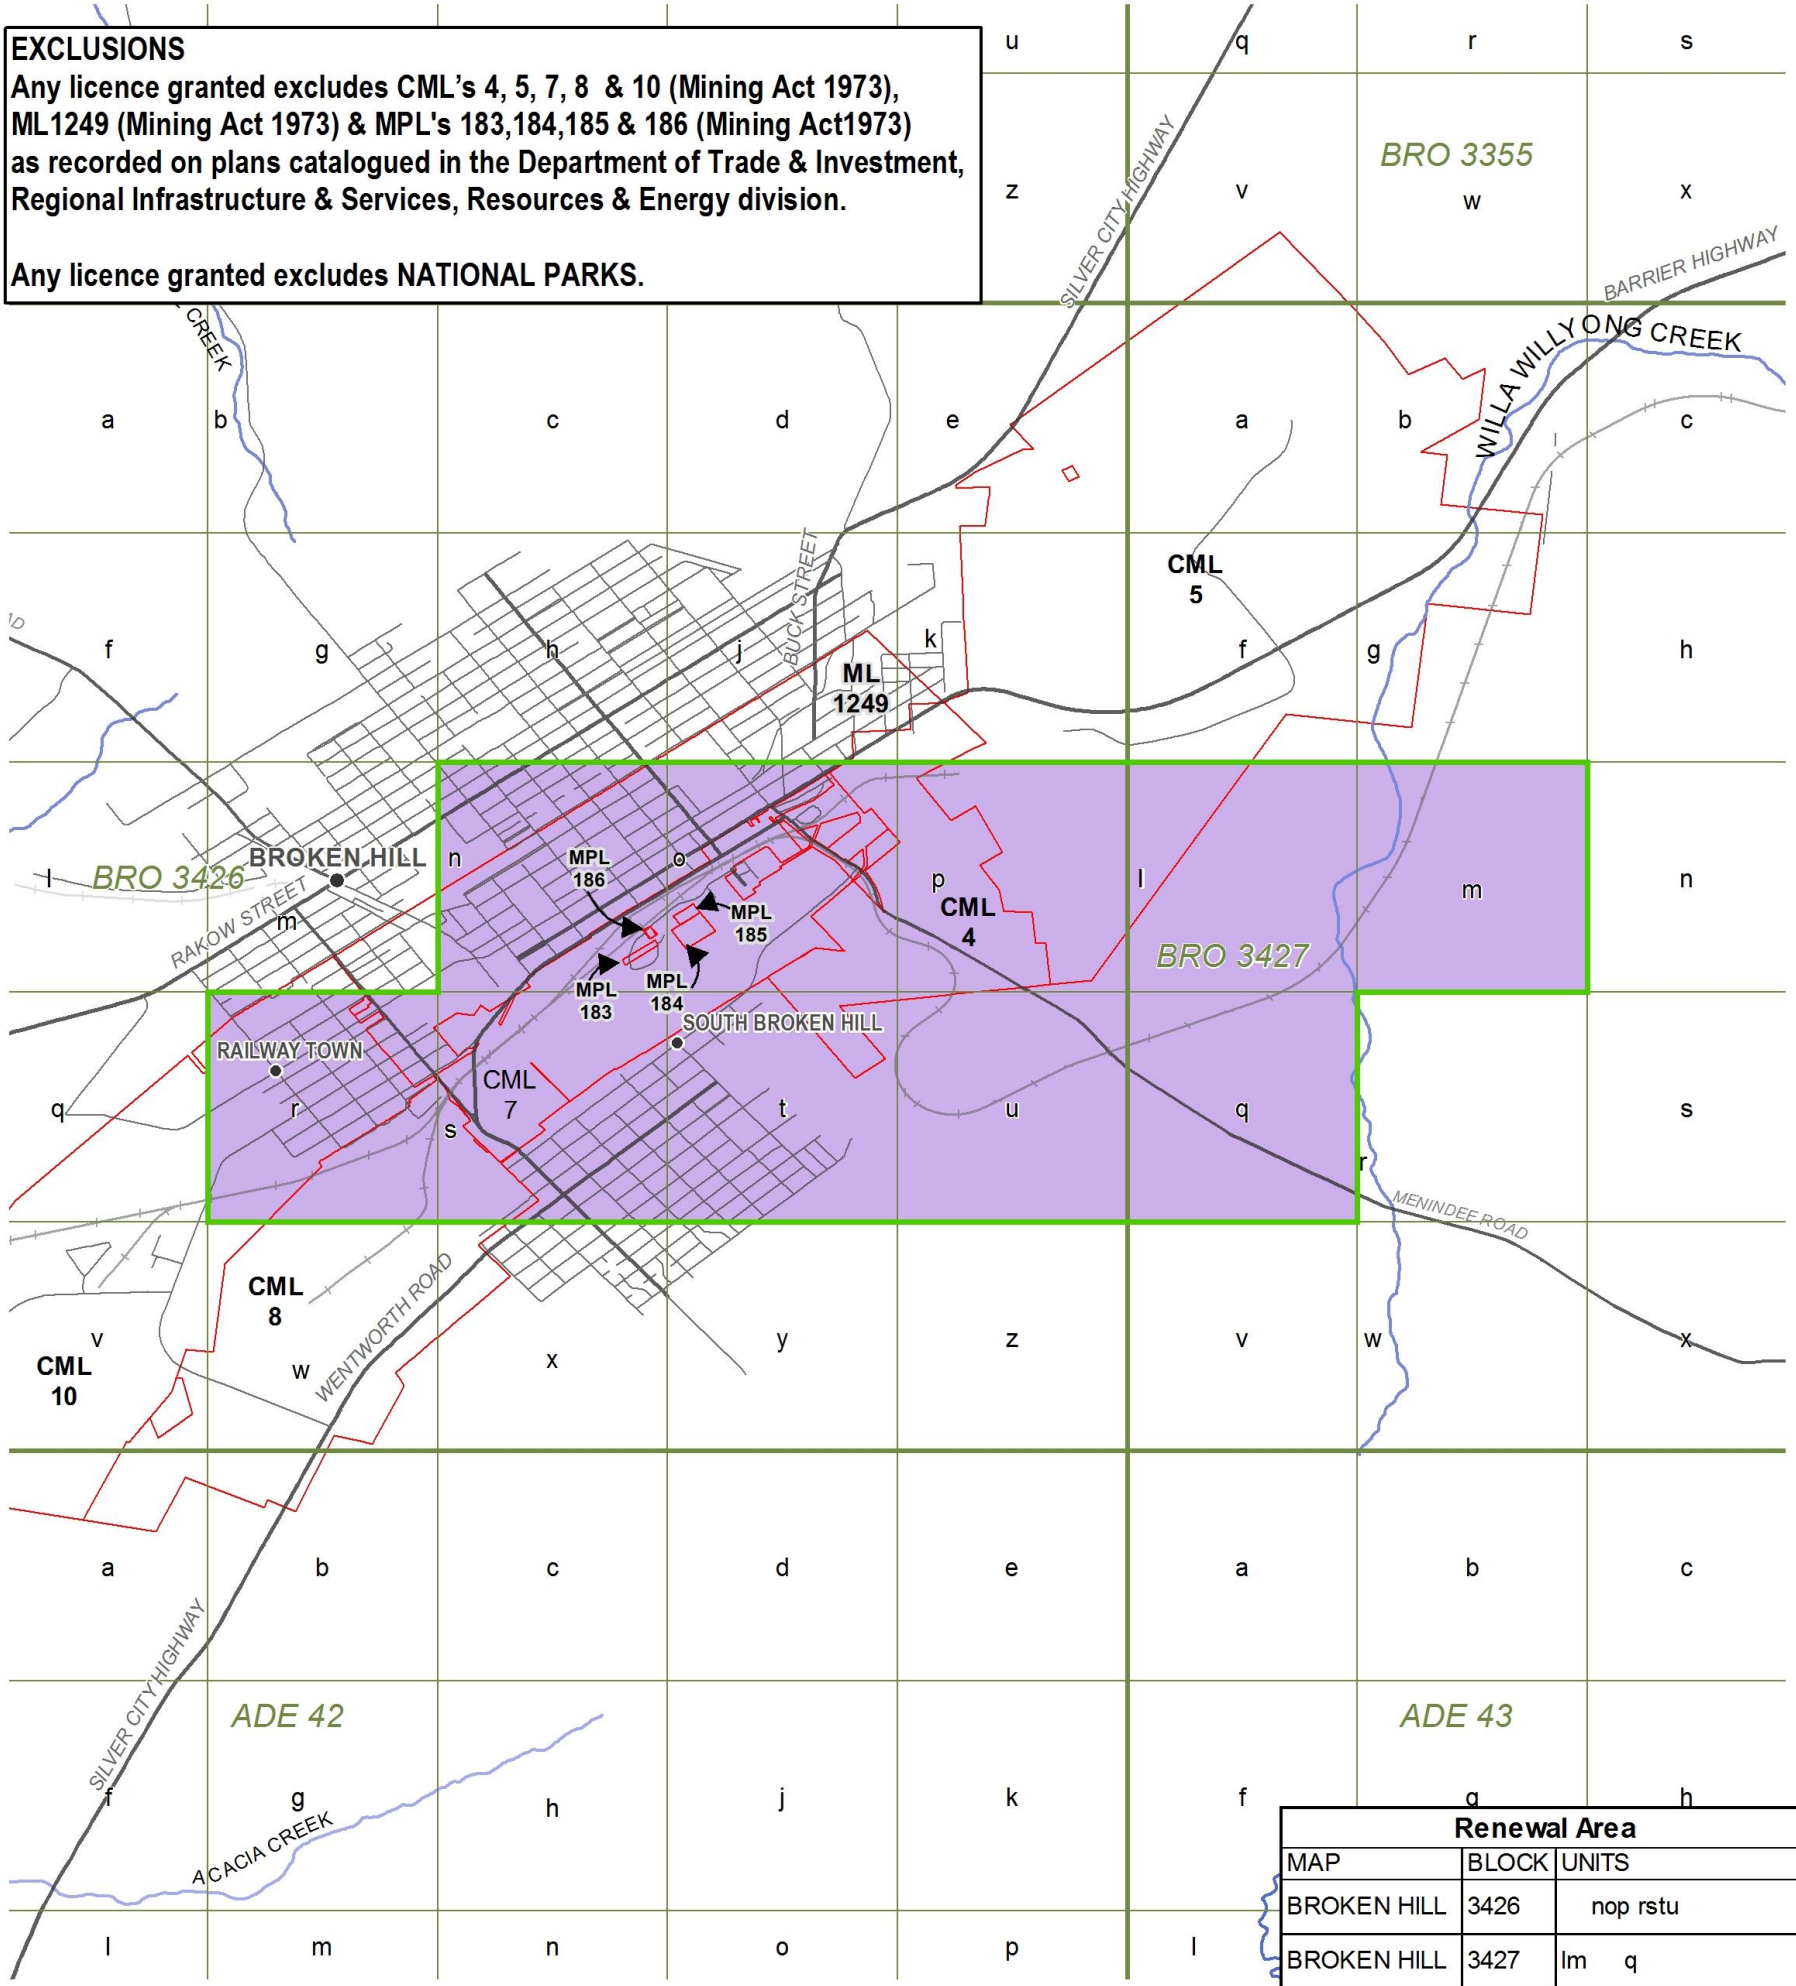 EXCLUSIONS
Any licence granted excludes CML's 4, 5, 7, 8 & 10 (Mining Act 1973),
ML1249 (Mining Act 1973) & MPL's 183,184,185 & 186 (Mining Act1973)
as recorded on plans catalogued in the Department of Trade & Investment,
Regional Infrastructure & Services, Resources & Energy division.
Any licence granted excludes NATIONAL PARKS.
u
q
r
s
BRO 3355
z
v
w
x
SILVER CITY HIGHWAY
BARRIER HIGHWAY
CREEK
WILLA WILLYONG CREEK
a
b
c
d
e
a
b
c
BUCK STREET
CML
5
f
g
h
j
k
f
g
h
ML
1249
l
BRO 3426
BROKEN HILL
n
MPL
186
o
p
l
m
n
CML
4
RAKOW STREET
m
MPL
185
BRO 3427
MPL
183
MPL
184
SOUTH BROKEN HILL
RAILWAY TOWN
CML
7
q
r
s
t
u
q
r
s
MENINDEE ROAD
CML
8
WENTWORTH ROAD
v
w
x
y
z
v
w
x
CML
10
a
b
c
d
e
a
b
c
SILVER CITY HIGHWAY
ADE 42
ADE 43
f
g
h
j
k
f
g
h
ACACIA CREEK
l
m
n
o
p
l
Renewal Area
MAP BLOCK UNITS
BROKEN HILL 3426 nop rstu
BROKEN HILL 3427 lm q